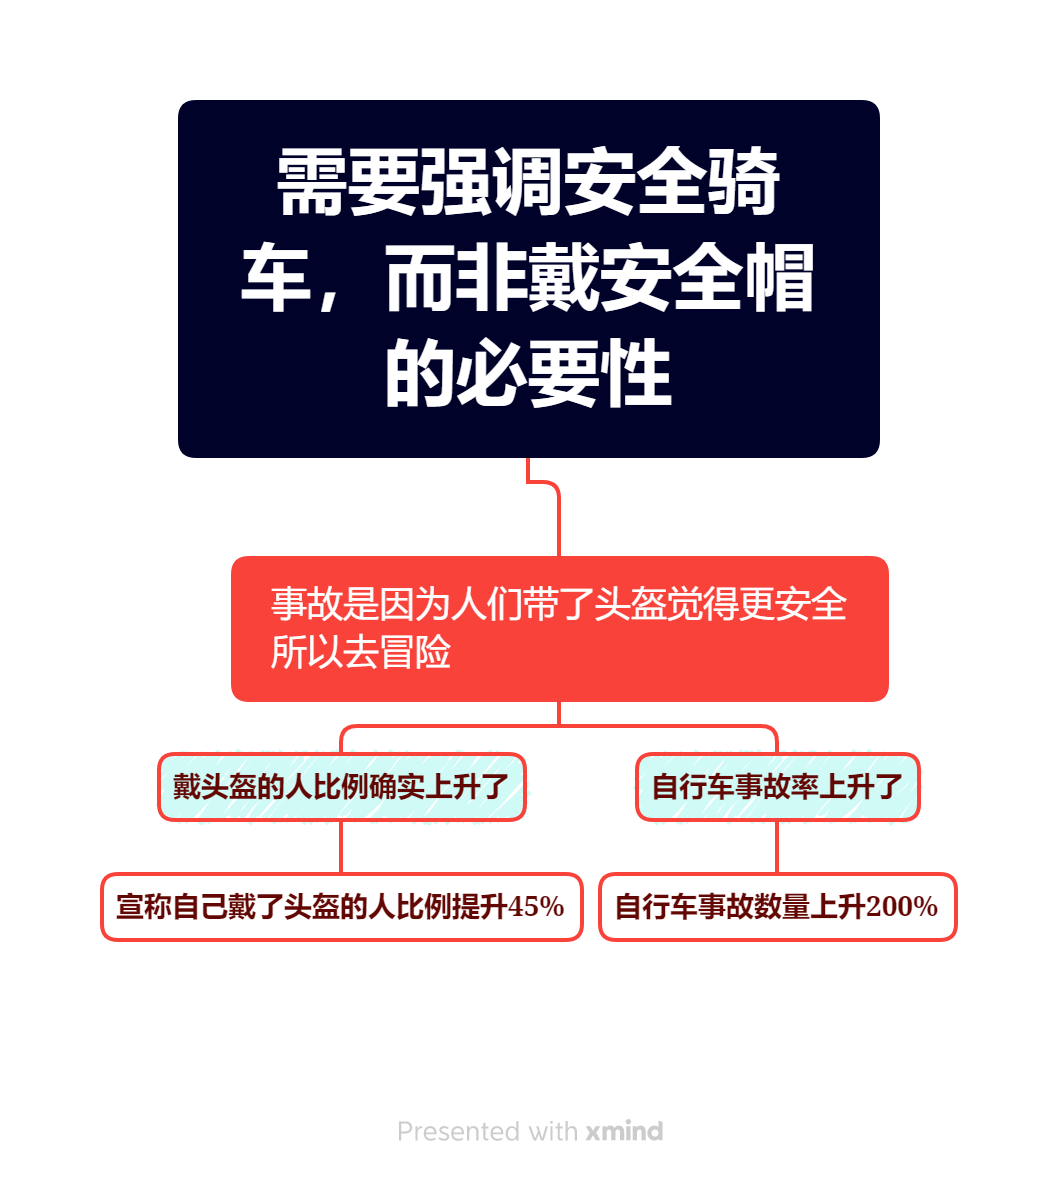 需要强调安全骑
车，而非戴安全帽
的必要性
事故是因为人们带了头盔觉得更安全
所以去冒险
戴头盔的人比例确实上升了
自行车事故率上升了
宣称自己戴了头盔的人比例提升45%
自行车事故数量上升200%
Presented with xmind